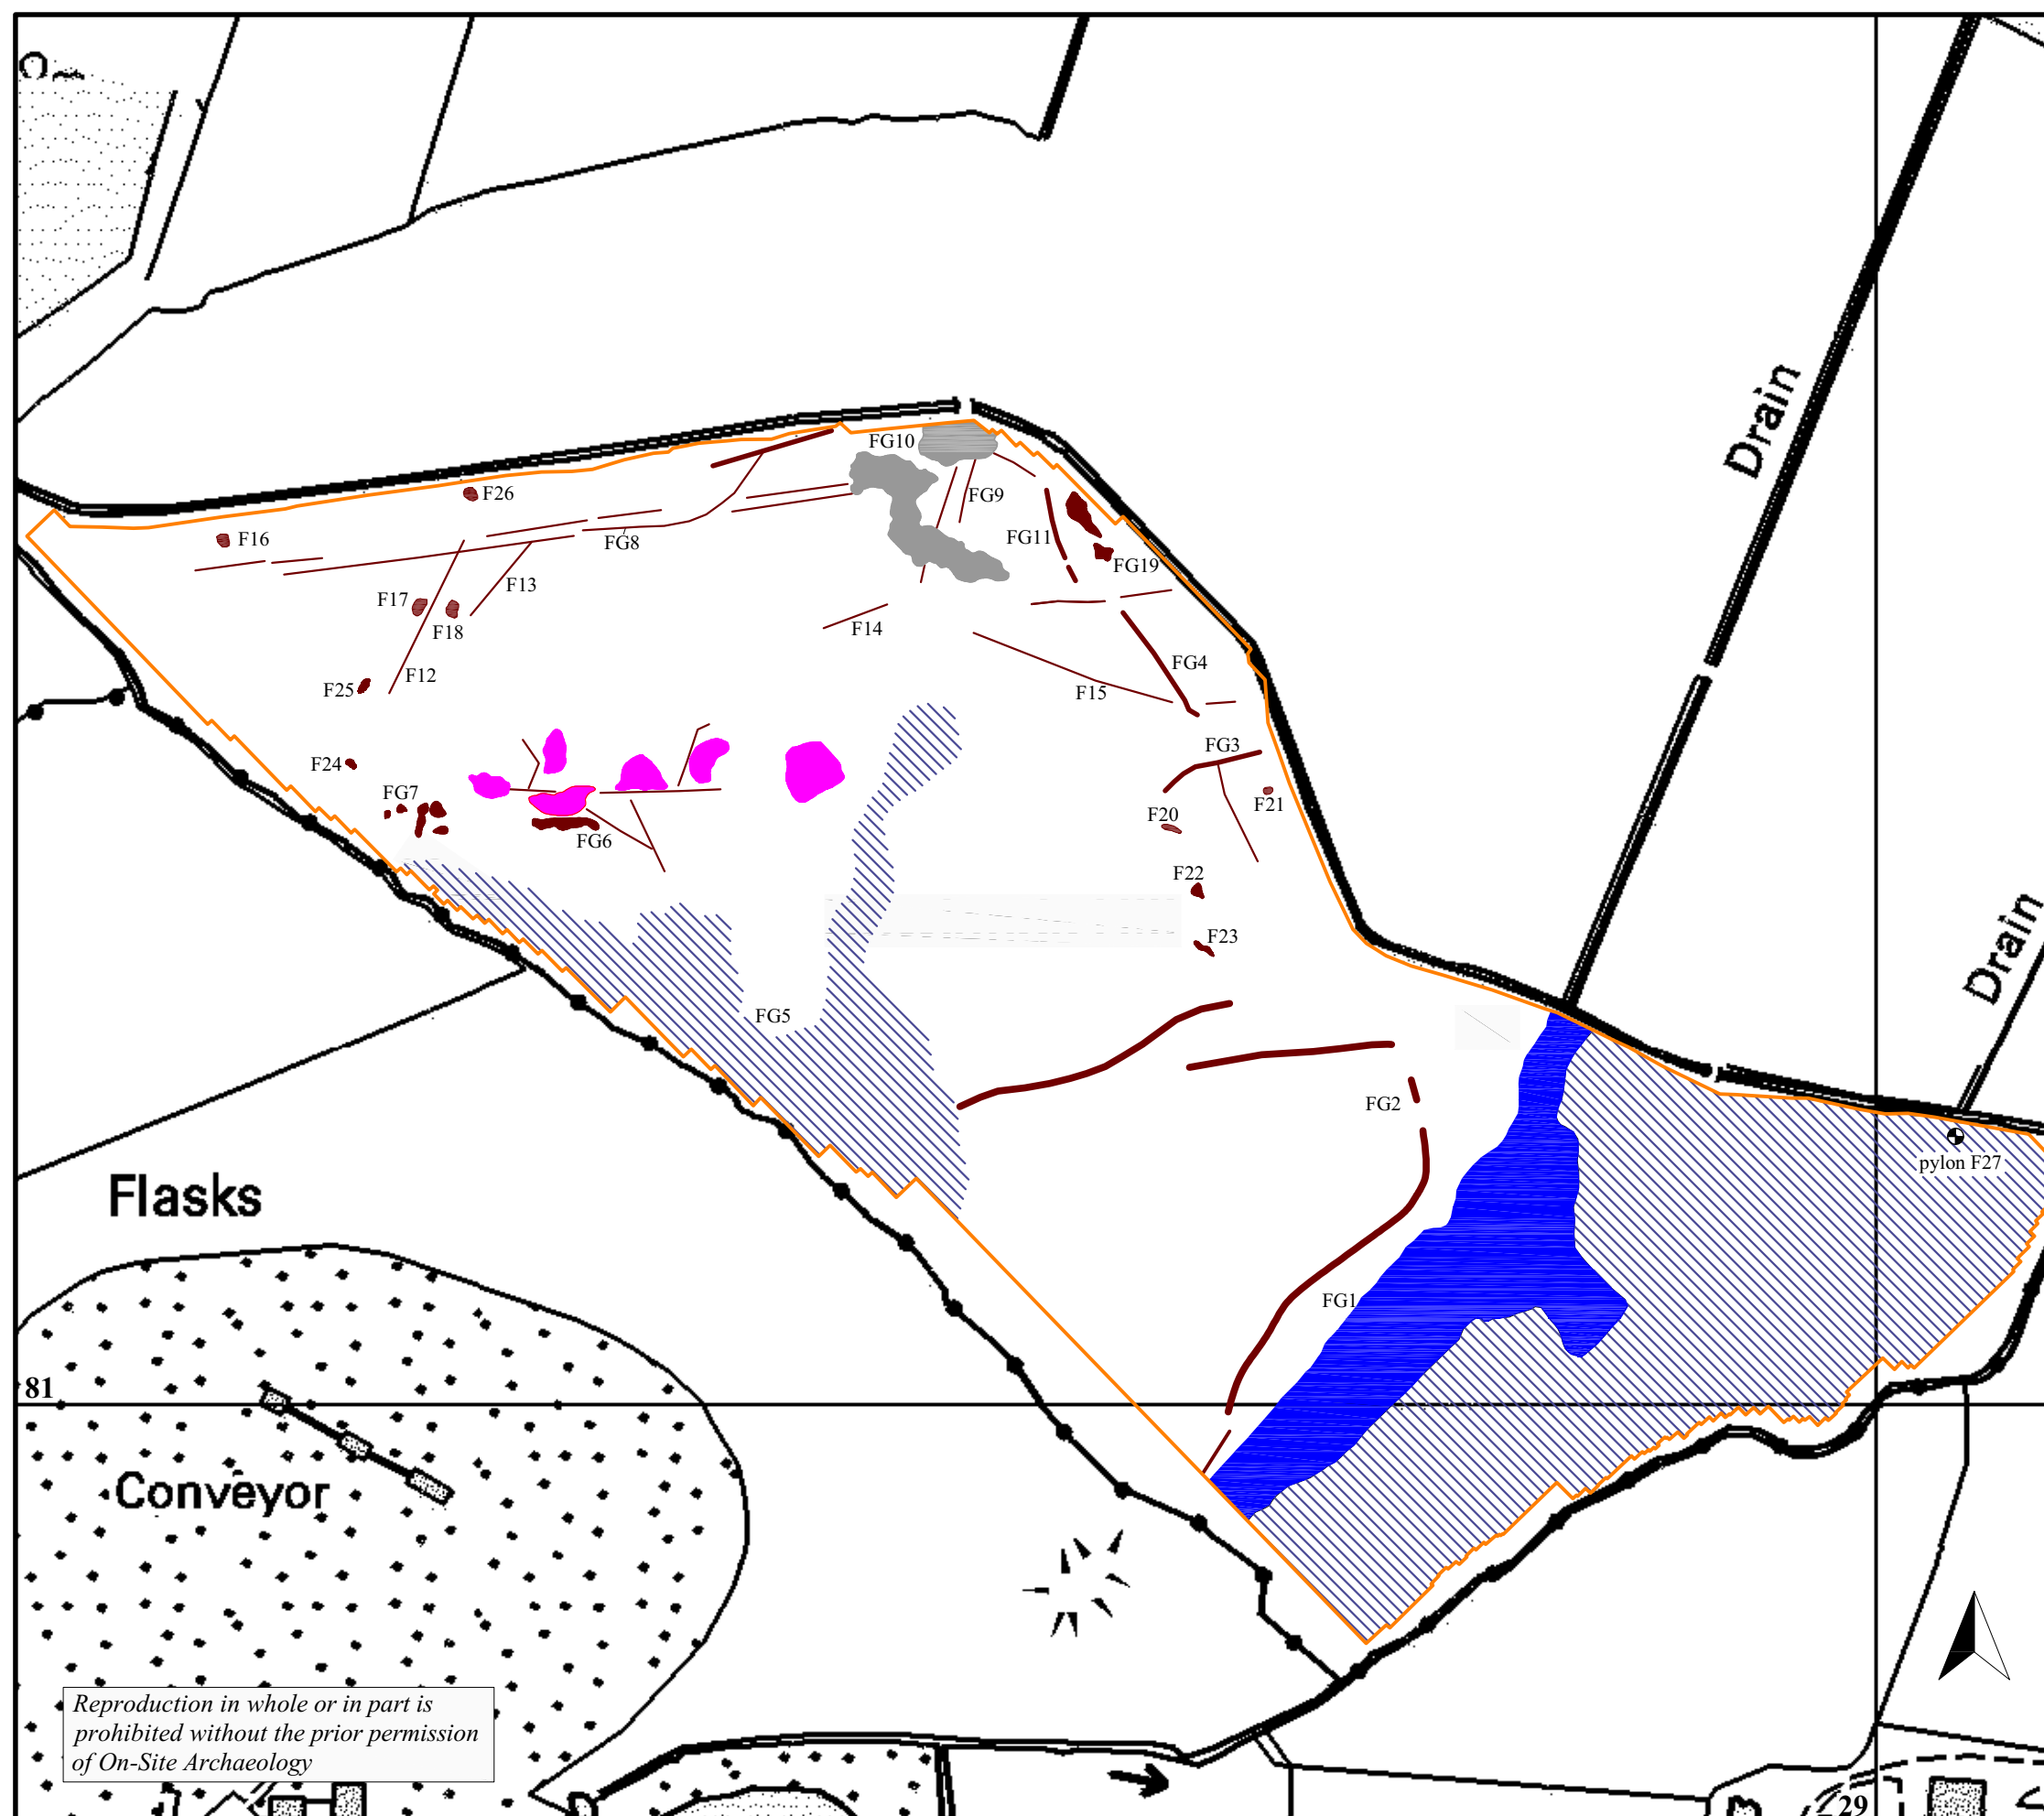 Drain
FG10
F26
FG9
F16
FG8
FG11
FG19
F13
F17
F18
F14
F12
FG4
F25
F15
FG3
F24
FG7
F21
F20
FG6
F22
Drain
F23
FG5
FG2
pylon F27
Flasks
FG1
81
Conveyor
Reproduction in whole or in part is
prohibited without the prior permission
of On-Site Archaeology
29